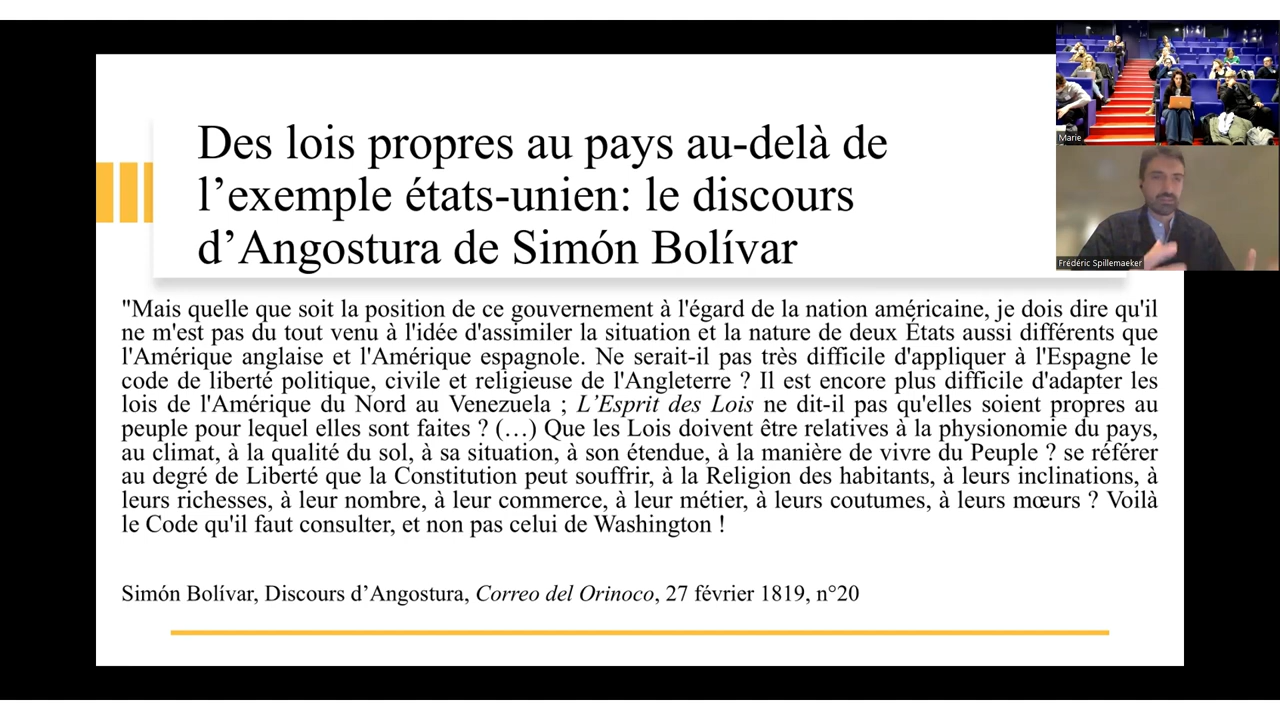 Des lois propres au pays au-delà de
l’exemple états-unien: le discours
d’Angostura de Simón Bolívar
Marie
Frédéric Spillemaeker
"Mais quelle que soit la position de ce gouvernement à l'égard de la nation américaine, je dois dire qu'il
ne m'est pas du tout venu à l'idée d'assimiler la situation et la nature de deux États aussi différents que
l'Amérique anglaise et l'Amérique espagnole. Ne serait-il pas très difficile d'appliquer à l'Espagne le
code de liberté politique, civile et religieuse de l'Angleterre ? Il est encore plus difficile d'adapter les
lois de l'Amérique du Nord au Venezuela ; L’Esprit des Lois ne dit-il pas qu'elles soient propres au
peuple pour lequel elles sont faites ? (…) Que les Lois doivent être relatives à la physionomie du pays,
au climat, à la qualité du sol, à sa situation, à son étendue, à la manière de vivre du Peuple ? se référer
au degré de Liberté que la Constitution peut souffrir, à la Religion des habitants, à leurs inclinations, à
leurs richesses, à leur nombre, à leur commerce, à leur métier, à leurs coutumes, à leurs mœurs ? Voilà
le Code qu'il faut consulter, et non pas celui de Washington !
Simón Bolívar, Discours d’Angostura, Correo del Orinoco, 27 février 1819, n°20